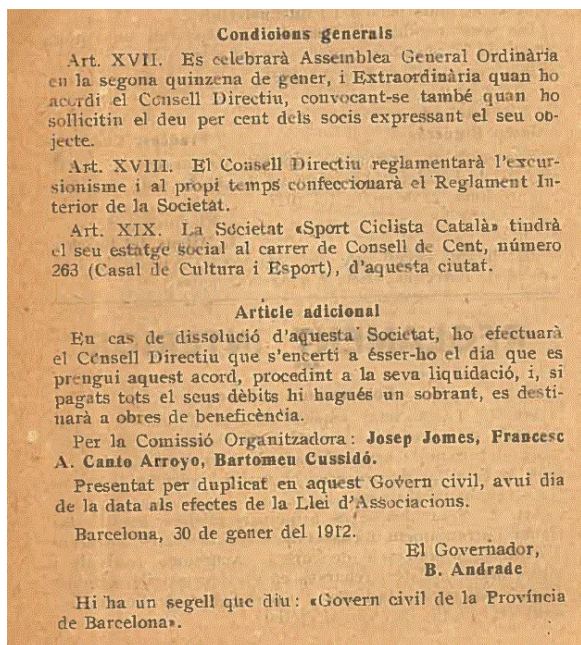 Condicions generals
Art. XVII. Es celebrarà Assemblea General Ordinària
en la segona quinzena de gener, i Extraordinària quan ho
acordi el Consell Directiu, convocant-se també quan ho
sol·licitin el deu per cent dels socis expressant el seu ob-
jecte.
Art. XVIII. El Consell Directiu reglamentarà l'excur-
sionisme i al propi temps confeccionarà el Reglament In-
terior de la Societat.
Art. XIX. La Societat «Sport Ciclista Català» tindrà
el seu estatge social al carrer de Consell de Cent, número
263 (Casal de Cultura i Esport), d'aquesta ciutat.
Article adicional
En cas de dissolució d'aquesta Societat, ho efectuarà
el Consell Directiu que s'encerti a ésser-ho el dia que es
prengui aquest acord, procedint a la seva liquidació, i, si
pagats tots el seus dèbits hi hagués un sobrant, es desti-
narà a obres de beneficència.
Per la Comissió Organitzadora: Josep Jomes, Francesc
A. Canto Arroyo, Bartomeu Cussidó.
Presentat per duplicat en aquest Govern civil, avui dia
de la data als efectes de la Llei d'Associacions.
Barcelona, 30 de gener del 1912.
El Governador,
B. Andrade
Hi ha un segell que diu: «Govern civil de la Província
de Barcelona».